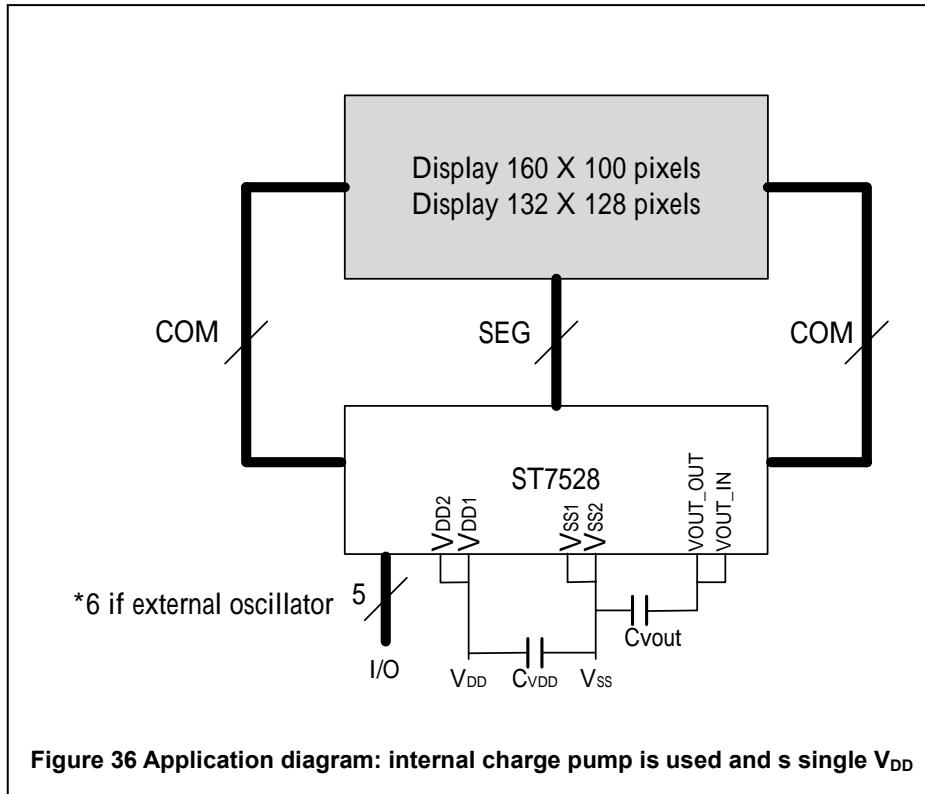 Display 160 X 100 pixels
Display 132 X 128 pixels
COM
SEG
COM
ST7528
VDD2
VDD1
VSS1
VSS2
VOUT_OUT
VOUT_IN
*6 if external oscillator
5
I/O
VDD
CVDD
VSS
Cvout
Figure 36 Application diagram: internal charge pump is used and s single VDD